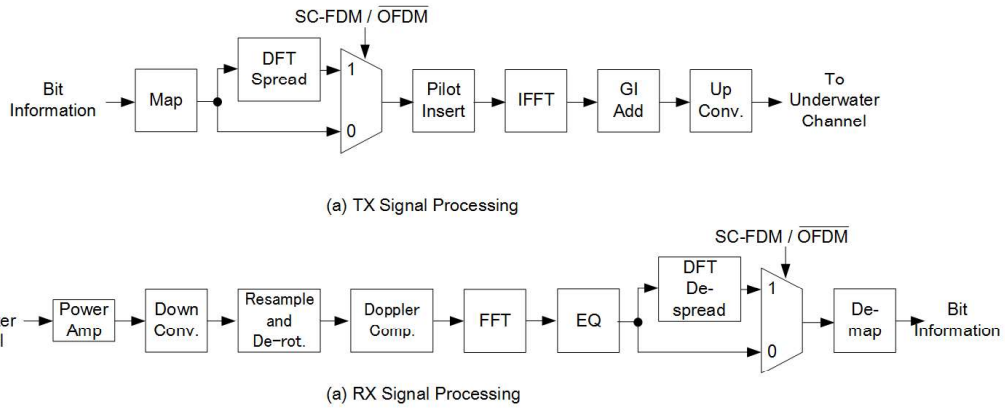 SC-FDM / OFDM
Bit
Information
Map
DFT
Spread
1
0
Pilot
Insert
IFFT
GI
Add
Up
Conv.
To
Underwater
Channel
(a) TX Signal Processing
SC-FDM / OFDM
Power
Amp
Down
Conv.
Resample
and
De-rot.
Doppler
Comp.
FFT
EQ
DFT
De-
spread
1
0
De-
map
Bit
Information
(a) RX Signal Processing